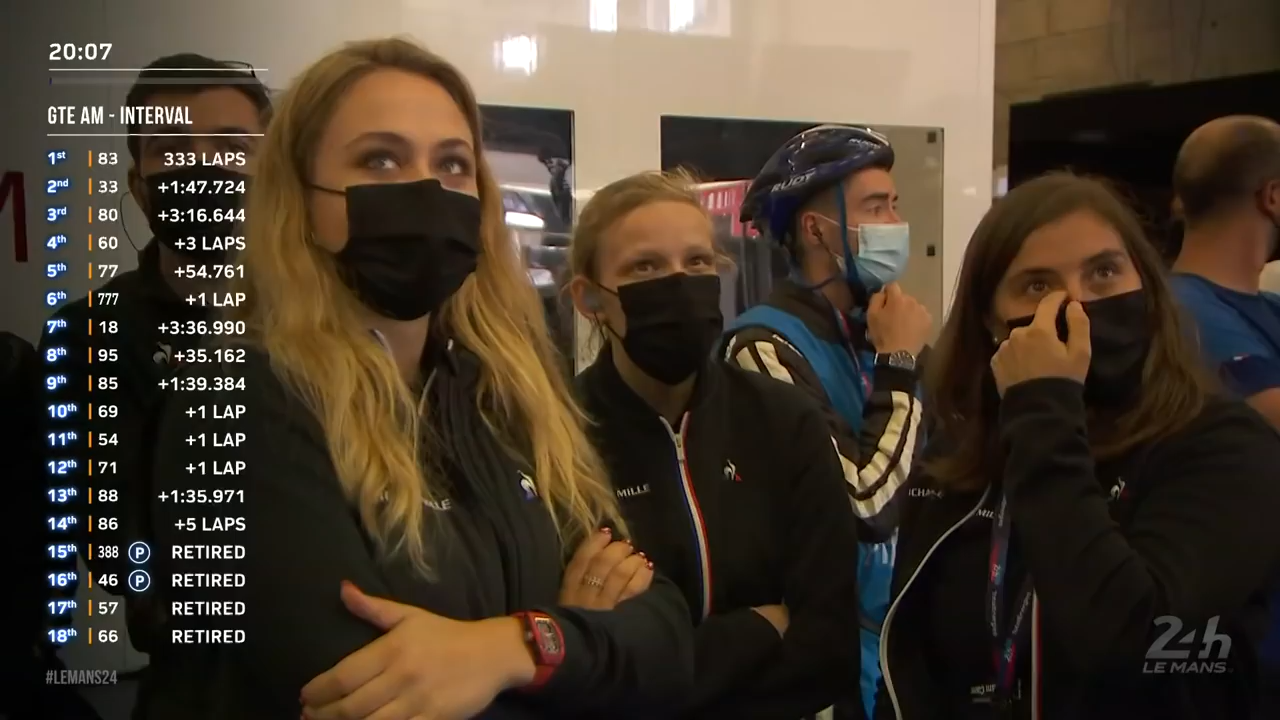 20:07
GTE AM - INTERVAL
1st 83 333 LAPS
2nd 33 +1:47.724
3rd 80 +3:16.644
4th 60 +3 LAPS
5th 77 +54.761
6th 777 +1 LAP
7th 18 +3:36.990
8th 95 +35.162
9th 85 +1:39.384
10th 69 +1 LAP
11th 54 +1 LAP
12th 71 +1 LAP
13th 88 +1:35.971
14th 86 +5 LAPS
15th 388 P RETIRED
16th 46 P RETIRED
17th 57 RETIRED
18th 66 RETIRED
#LEMANS24
RUDY
MILLE
24h
LE MANS